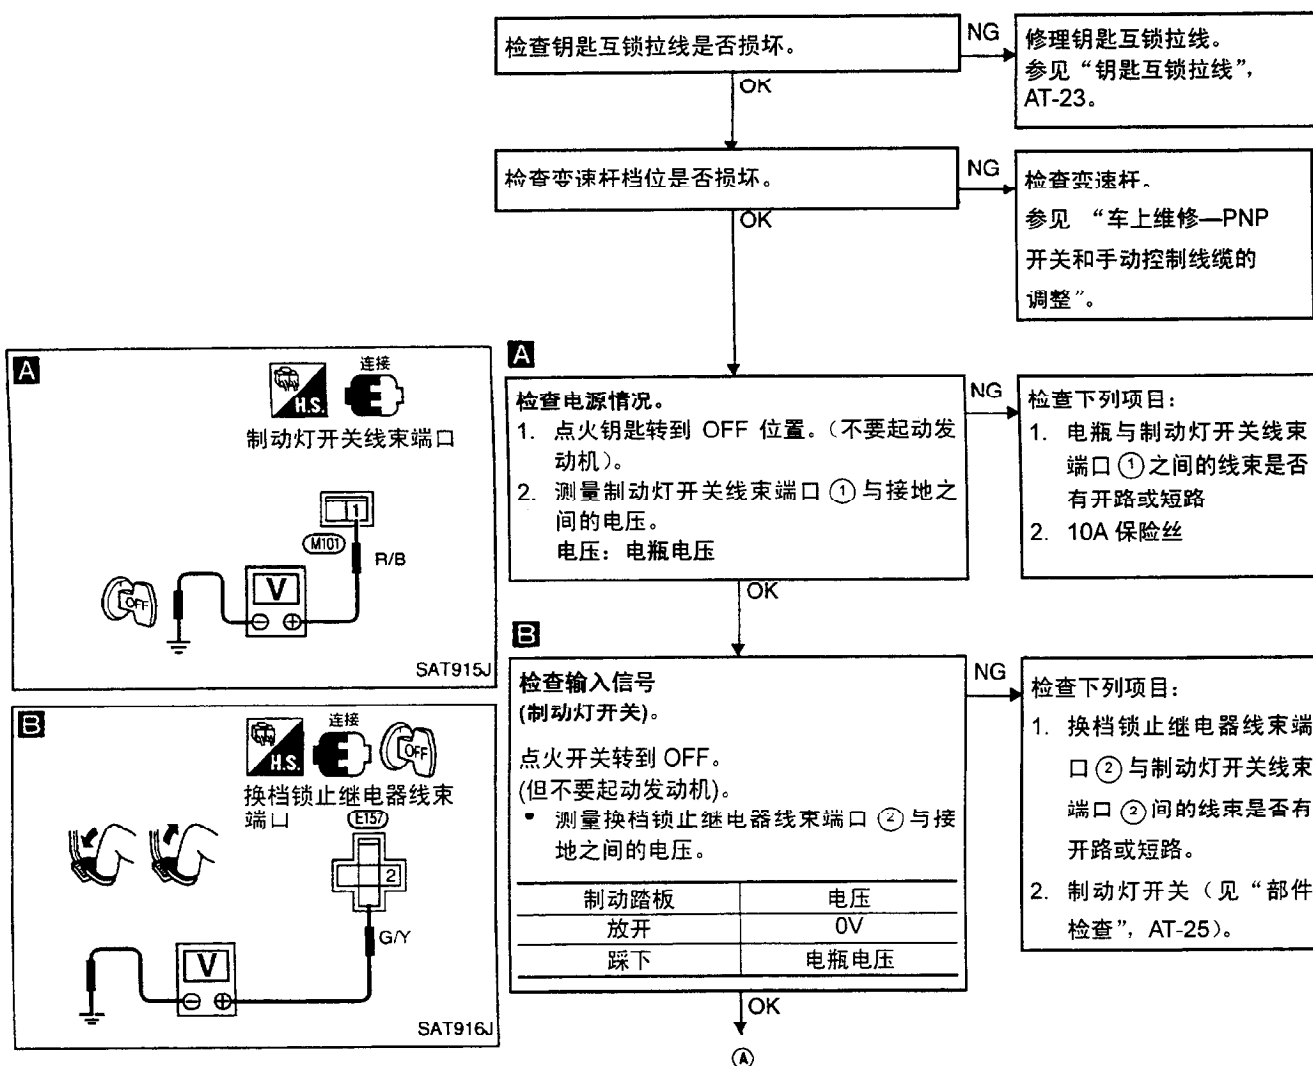 检查钥匙互锁拉线是否损坏。
NG
修理钥匙互锁拉线。
参见“钥匙互锁拉线”，
AT-23。
OK
检查变速杆档位是否损坏。
NG
检查变速杆。
参见 “车上维修—PNP
开关和手动控制线缆的
调整”。
OK
A
连接
H.S.
制动灯开关线束端口
1
M101
R/B
OFF
V
SAT915J
A
检查电源情况。
1. 点火钥匙转到 OFF 位置。（不要起动发
动机）。
2. 测量制动灯开关线束端口①与接地之
间的电压。
电压：电瓶电压
NG
检查下列项目：
1. 电瓶与制动灯开关线束
端口①之间的线束是否
有开路或短路
2. 10A 保险丝
OK
B
连接
OFF
H.S.
换档锁止继电器线束
端口
E157
2
G/Y
V
SAT916J
B
检查输入信号
(制动灯开关)。
点火开关转到 OFF。
(但不要起动发动机)。
• 测量换档锁止继电器线束端口②与接
地之间的电压。
制动踏板 电压
放开 0V
踩下 电瓶电压
NG
检查下列项目：
1. 换档锁止继电器线束端
口②与制动灯开关线束
端口②间的线束是否有
开路或短路。
2. 制动灯开关（见“部件
检查”，AT-25）。
OK
Ⓐ